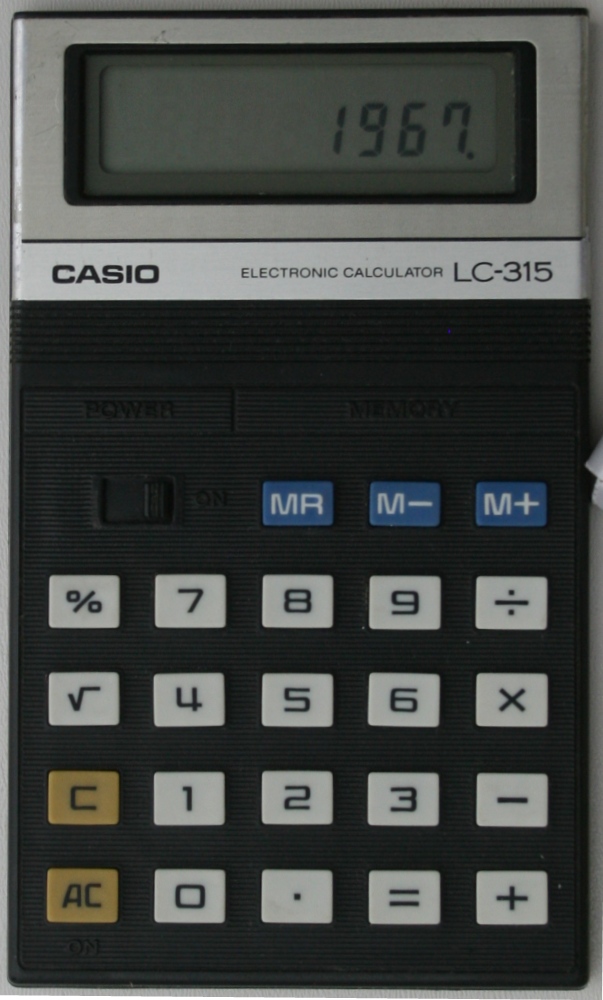 1967.
CASIO ELECTRONIC CALCULATOR LC-315
POWER MEMORY
ON MR M− M+
% 7 8 9 ÷
√ 4 5 6 ×
C 1 2 3 −
AC 0 . = +
ON